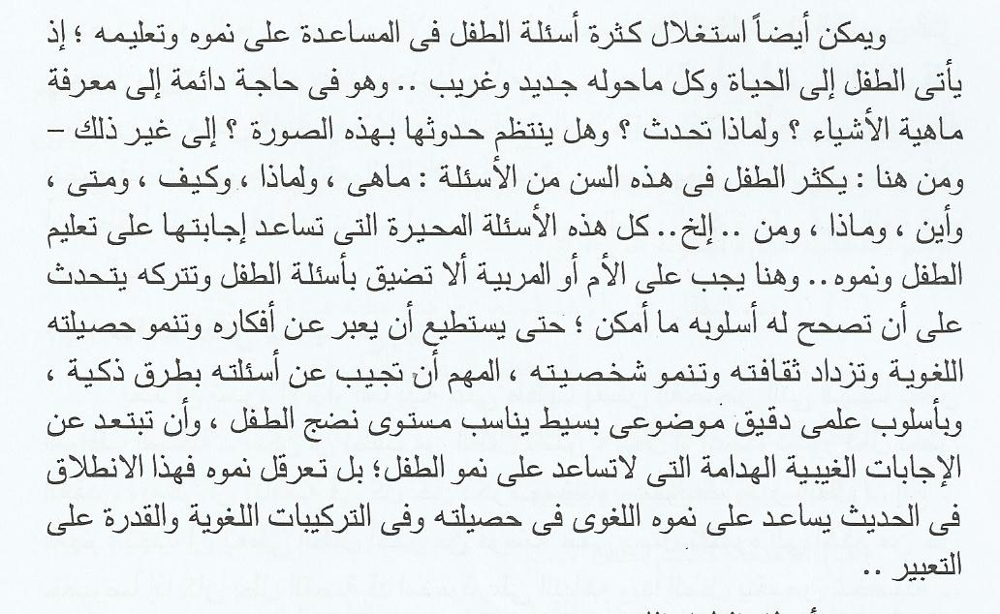 ويمكن أيضاً استغلال كثرة أسئلة الطفل فى المساعدة على نموه وتعليمه ؛ إذ
يأتى الطفل إلى الحياة وكل ماحوله جديد وغريب .. وهو فى حاجة دائمة إلى معرفة
ماهية الأشياء ؟ ولماذا تحدث ؟ وهل ينتظم حدوثها بهذه الصورة ؟ إلى غير ذلك –
ومن هنا : يكثر الطفل فى هذه السن من الأسئلة : ماهى ، ولماذا ، وكيف ، ومتى ،
وأين ، وماذا ، ومن .. إلخ.. كل هذه الأسئلة المحيرة التى تساعد إجابتها على تعليم
الطفل ونموه.. وهنا يجب على الأم أو المربية ألا تضيق بأسئلة الطفل وتتركه يتحدث
على أن تصحح له أسلوبه ما أمكن ؛ حتى يستطيع أن يعبر عن أفكاره وتنمو حصيلته
اللغوية وتزداد ثقافته وتنمو شخصيته ، المهم أن تجيب عن أسئلته بطرق ذكية ،
وبأسلوب علمى دقيق موضوعى بسيط يناسب مستوى نضج الطفل ، وأن تبتعد عن
الإجابات الغيبية الهدامة التى لاتساعد على نمو الطفل؛ بل تعرقل نموه فهذا الانطلاق
فى الحديث يساعد على نموه اللغوى فى حصيلته وفى التركيبات اللغوية والقدرة على
التعبير ..